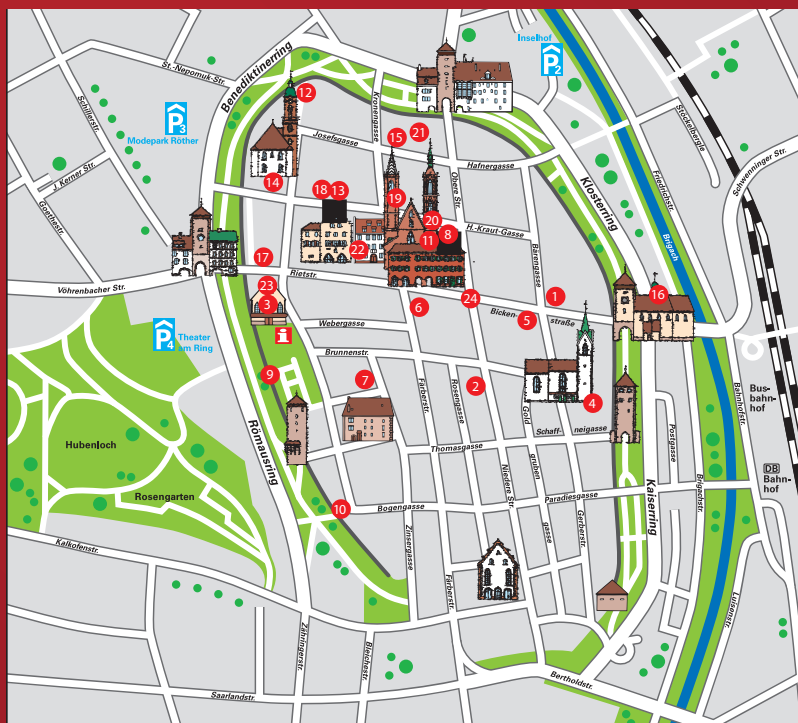 Inselhof
P2
St.-Nepomuk-Str.
Benediktinerring
12
Kronengasse
Schillerstr.
P3
Modepark Röther
Stöckelbergle
Josefsgasse
15
21
Hafnergasse
Schwenninger Str.
J. Kerner Str.
14
18
13
19
Obere Str.
Klosterring
Friedrichstr.
Goethestr.
20
H.-Kraut-Gasse
Brigach
22
11
8
Bärengasse
17
Rietstr.
Vöhrenbacher Str.
23
3
6
24
Bicken-
straße
1
5
16
P4
Theater
am Ring
i
Webergasse
Brunnenstr.
9
7
Färberstr.
Rosengasse
2
Gold
4
Schaff-
neigasse
Bahnhofstr.
Bus-
bahn-
hof
Hubenloch
Römausring
Thomasgasse
Niedere Str.
gruben
gasse
Postgasse
DB
Bahn-
hof
Rosengarten
10
Bogengasse
Paradiesgasse
Gerberstr.
Kaiserring
Brigachstr.
Kalkofenstr.
Zinsergasse
Färberstr.
Luisenstr.
Zähringerstr.
Bleichestr.
Bertholdstr.
Saarlandstr.